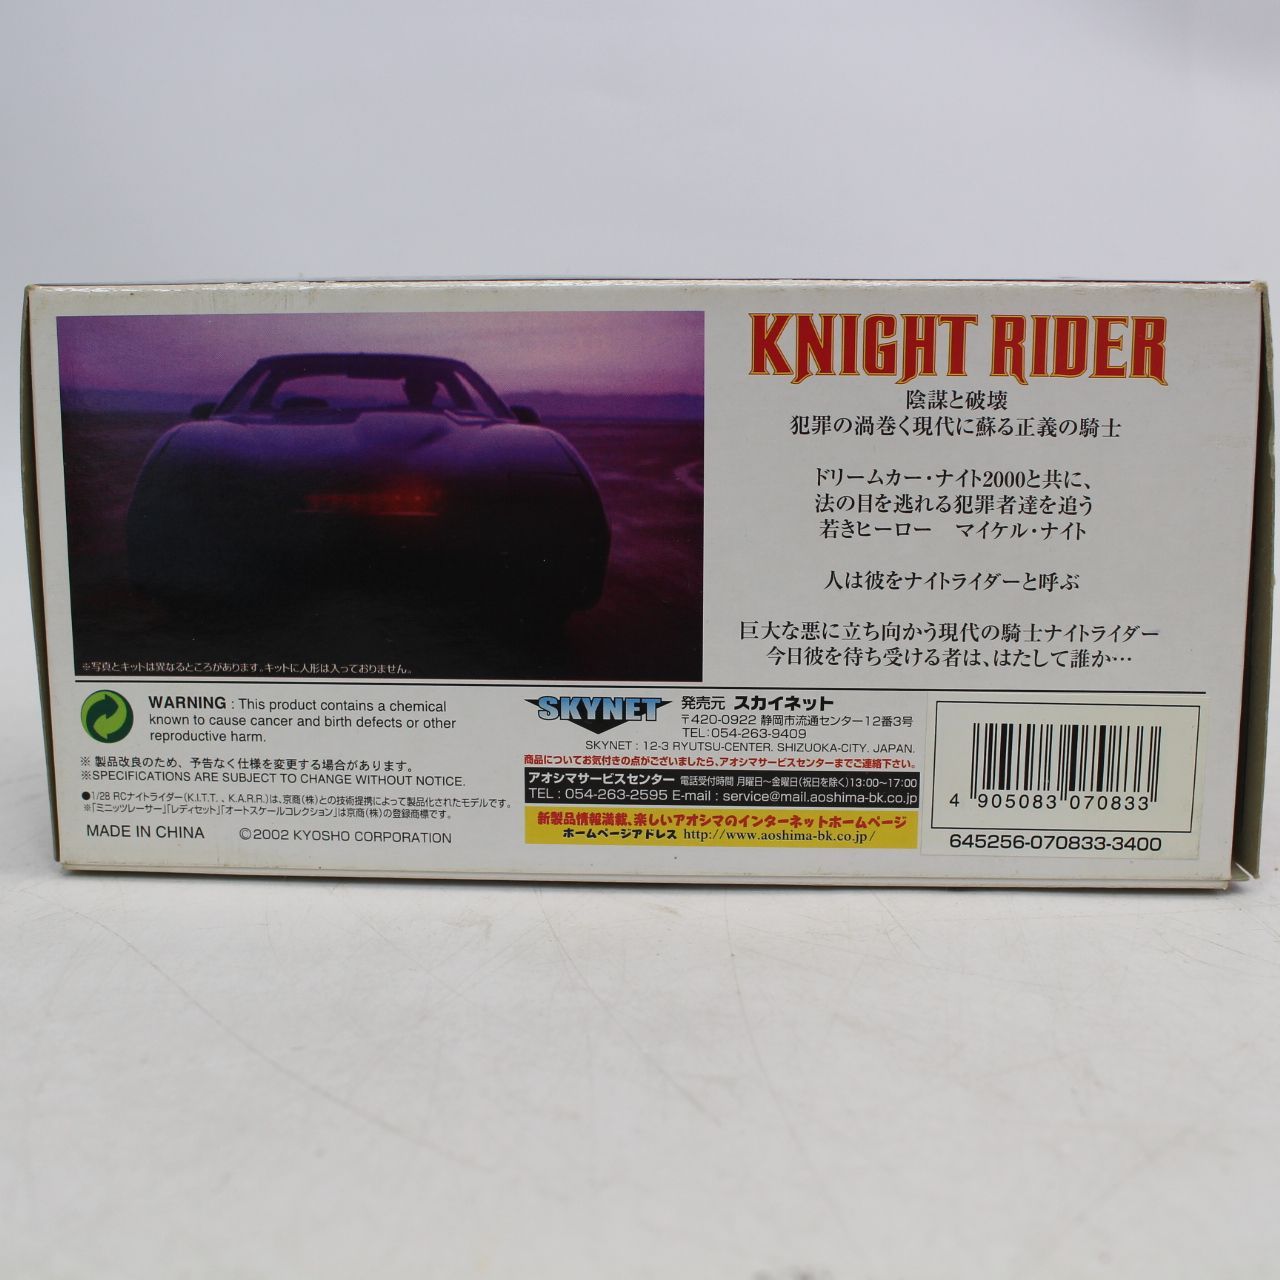 KNIGHT RIDER
陰謀と破壊
犯罪の渦巻く現代に蘇る正義の騎士
ドリームカー・ナイト2000と共に、
法の目を逃れる犯罪者達を追う
若きヒーロー　マイケル・ナイト
人は彼をナイトライダーと呼ぶ
巨大な悪に立ち向かう現代の騎士ナイトライダー
今日彼を待ち受ける者は、はたして誰か…
※写真とキットは異なるところがあります。キットに人形は入っておりません。
WARNING : This product contains a chemical
known to cause cancer and birth defects or other
reproductive harm.
※ 製品改良のため、予告なく仕様を変更する場合があります。
※SPECIFICATIONS ARE SUBJECT TO CHANGE WITHOUT NOTICE.
●1/28 RCナイトライダー(K.I.T.T. 、K.A.R.R.)は、京商(株)との技術提携によって製品化されたモデルです。
※「ミニッツレーサー」「レディセット」「オートスケールコレクション」は京商(株)の登録商標です。
MADE IN CHINA ©2002 KYOSHO CORPORATION
SKYNET 発売元 スカイネット
〒420-0922 静岡市流通センター12番3号
TEL:054-263-9409
SKYNET : 12-3 RYUTSU-CENTER. SHIZUOKA-CITY. JAPAN.
商品についてお気付きの点がございましたら、アオシマサービスセンターまでご連絡下さい。
アオシマサービスセンター 電話受付時間 月曜日～金曜日(祝日を除く)13:00～17:00
TEL : 054-263-2595 E-mail : service@mail.aoshima-bk.co.jp
新製品情報満載、楽しいアオシマのインターネットホームページ
ホームページアドレス http://www.aoshima-bk.co.jp/
4 905083 070833
645256-070833-3400